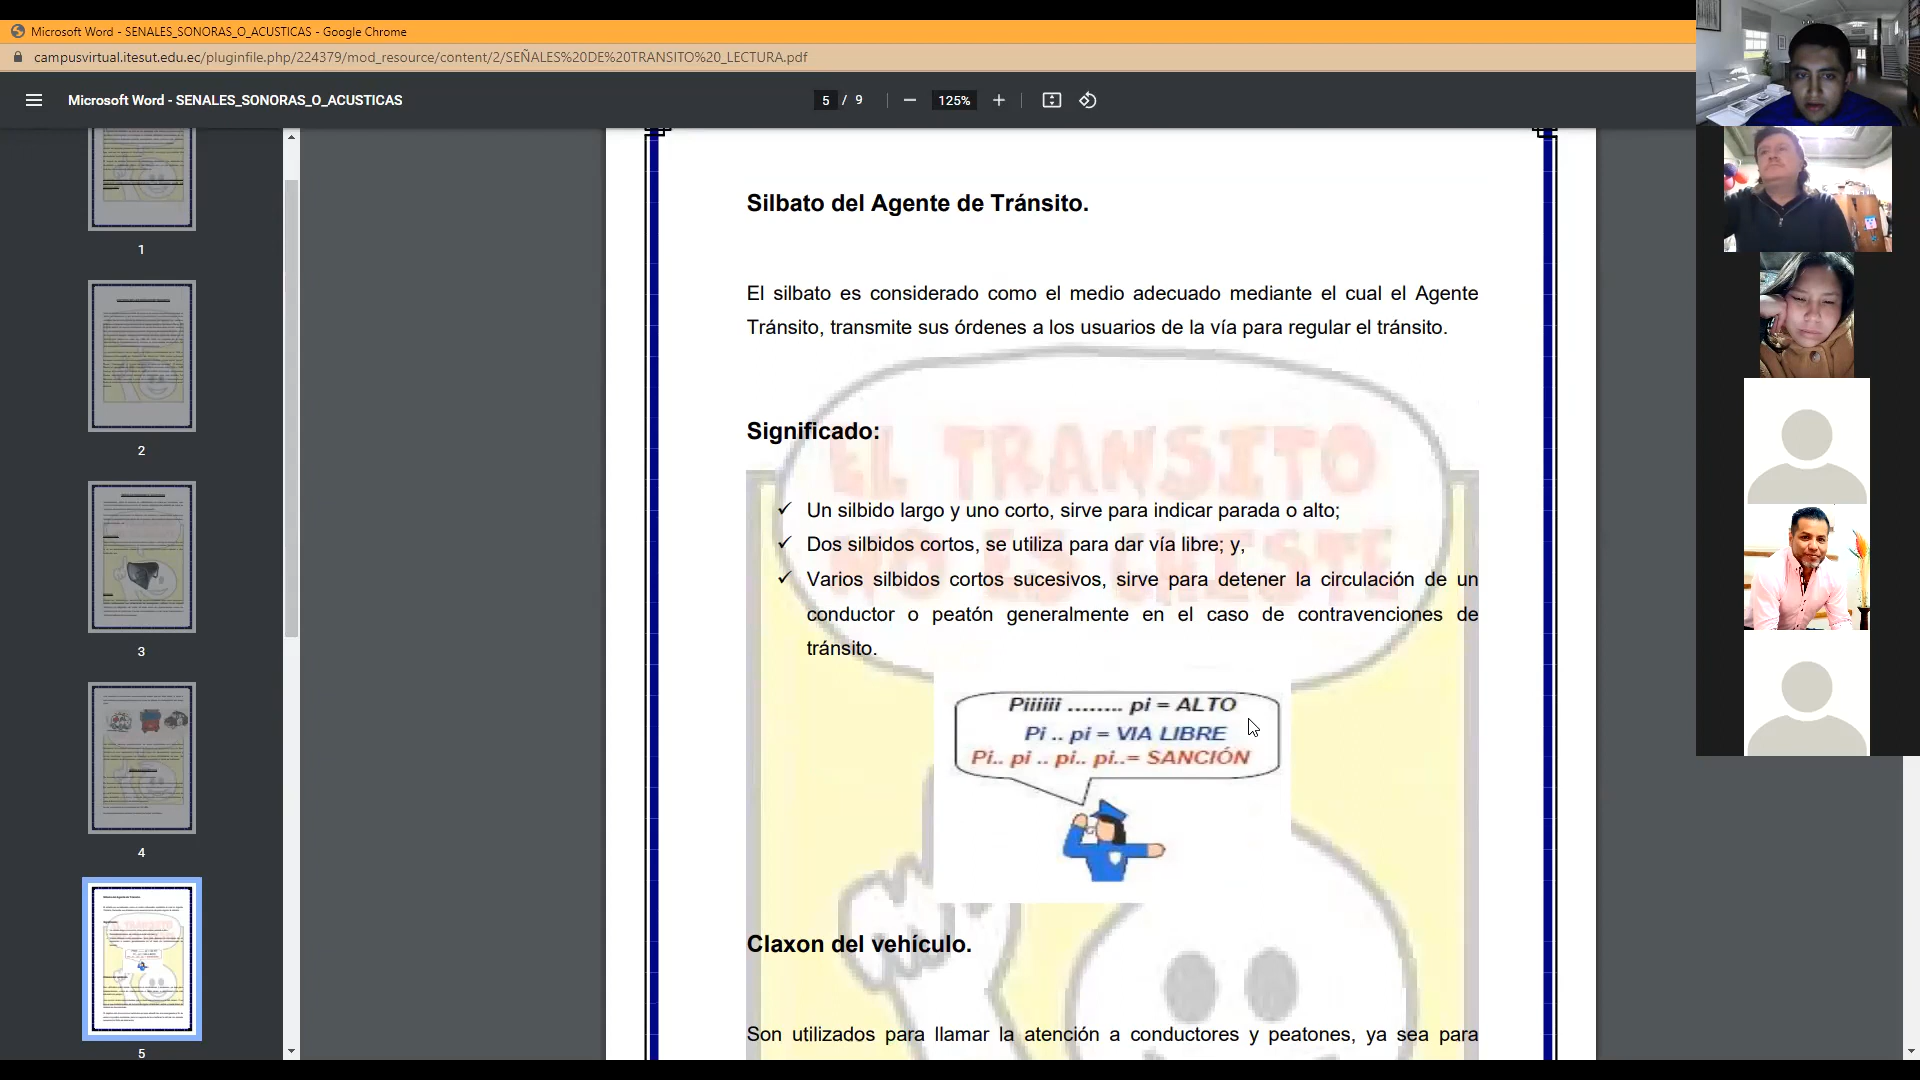 Microsoft Word - SENALES_SONORAS_O_ACUSTICAS - Google Chrome
campusvirtual.itesut.edu.ec/pluginfile.php/224379/mod_resource/content/2/SEÑALES%20DE%20TRANSITO%20_LECTURA.pdf
Microsoft Word - SENALES_SONORAS_O_ACUSTICAS
5 / 9
125%
1
2
3
4
5
Silbato del Agente de Tránsito.
El silbato es considerado como el medio adecuado mediante el cual el Agente
Tránsito, transmite sus órdenes a los usuarios de la vía para regular el tránsito.
EL TRANSITO
NO ES CHISTE
Significado:
✓ Un silbido largo y uno corto, sirve para indicar parada o alto;
✓ Dos silbidos cortos, se utiliza para dar vía libre; y,
✓ Varios silbidos cortos sucesivos, sirve para detener la circulación de un
conductor o peatón generalmente en el caso de contravenciones de
tránsito.
Piiiiii ........ pi = ALTO
Pi .. pi = VIA LIBRE
Pi.. pi .. pi.. pi..= SANCIÓN
Claxon del vehículo.
Son utilizados para llamar la atención a conductores y peatones, ya sea para